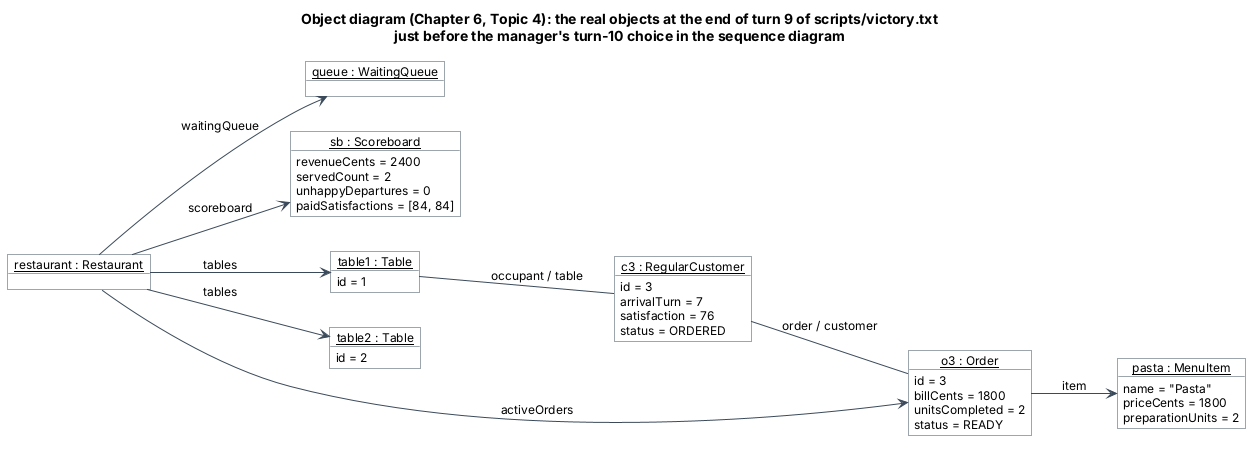 Object diagram (Chapter 6, Topic 4): the real objects at the end of turn 9 of scripts/victory.txt
just before the manager's turn-10 choice in the sequence diagram
queue : WaitingQueue
waitingQueue
sb : Scoreboard
revenueCents = 2400
servedCount = 2
unhappyDepartures = 0
paidSatisfactions = [84, 84]
scoreboard
restaurant : Restaurant
tables
table1 : Table
id = 1
occupant / table
c3 : RegularCustomer
id = 3
arrivalTurn = 7
satisfaction = 76
status = ORDERED
tables
table2 : Table
id = 2
order / customer
o3 : Order
id = 3
billCents = 1800
unitsCompleted = 2
status = READY
item
pasta : MenuItem
name = "Pasta"
priceCents = 1800
preparationUnits = 2
activeOrders